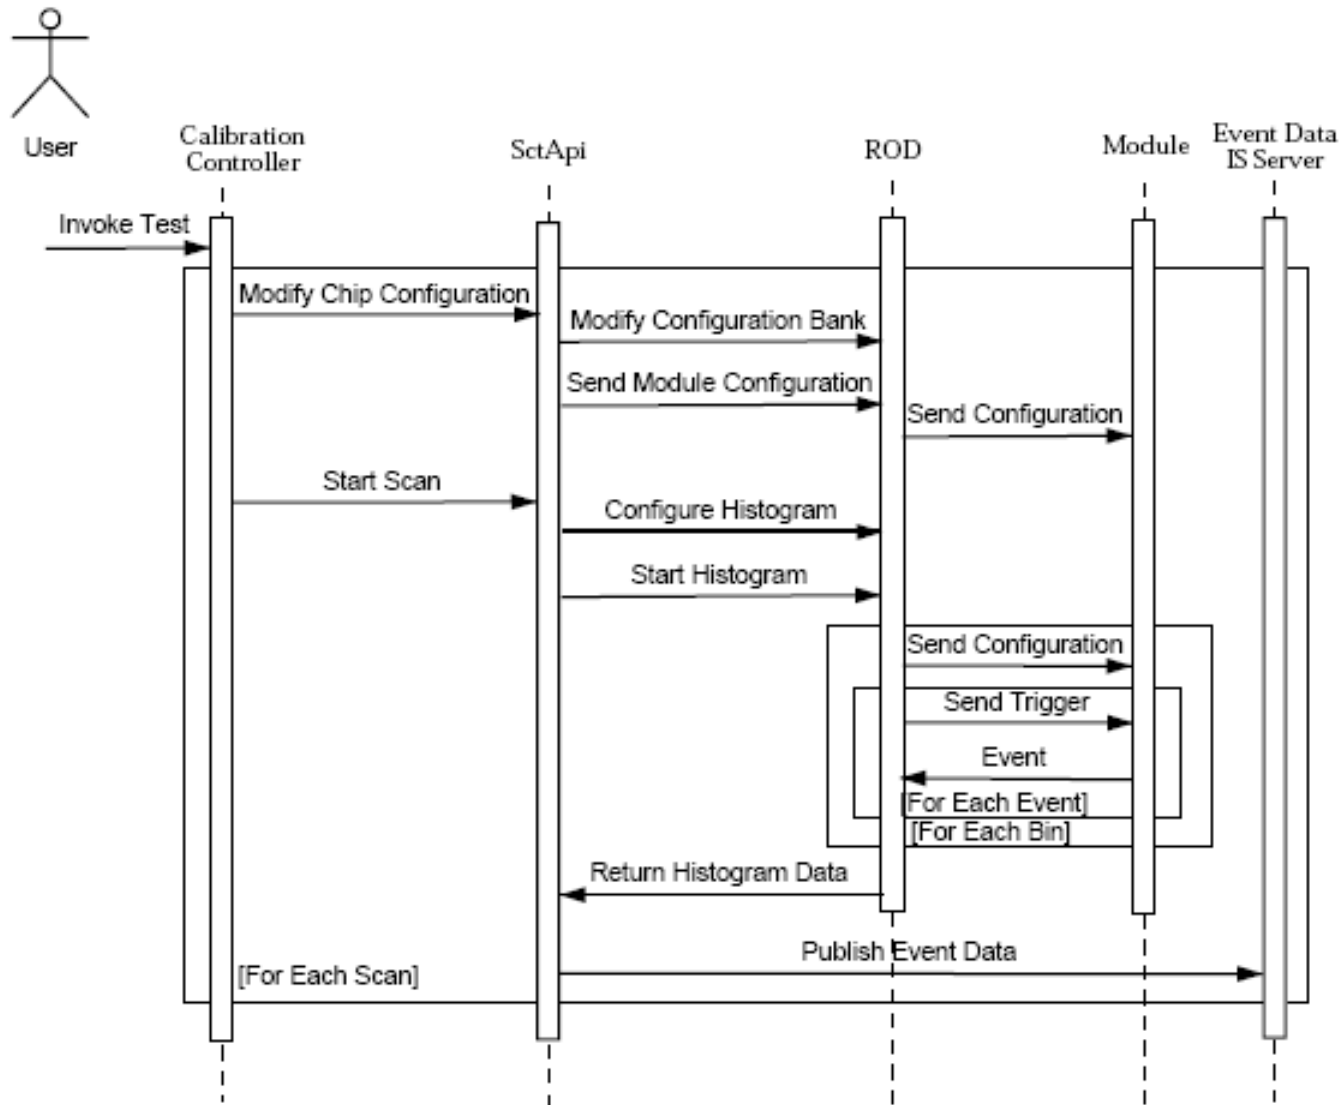 User
Calibration
Controller
SctApi
ROD
Module
Event Data
IS Server
Invoke Test
Modify Chip Configuration
Modify Configuration Bank
Send Module Configuration
Send Configuration
Start Scan
Configure Histogram
Start Histogram
Send Configuration
Send Trigger
Event
[For Each Event]
[For Each Bin]
Return Histogram Data
Publish Event Data
[For Each Scan]